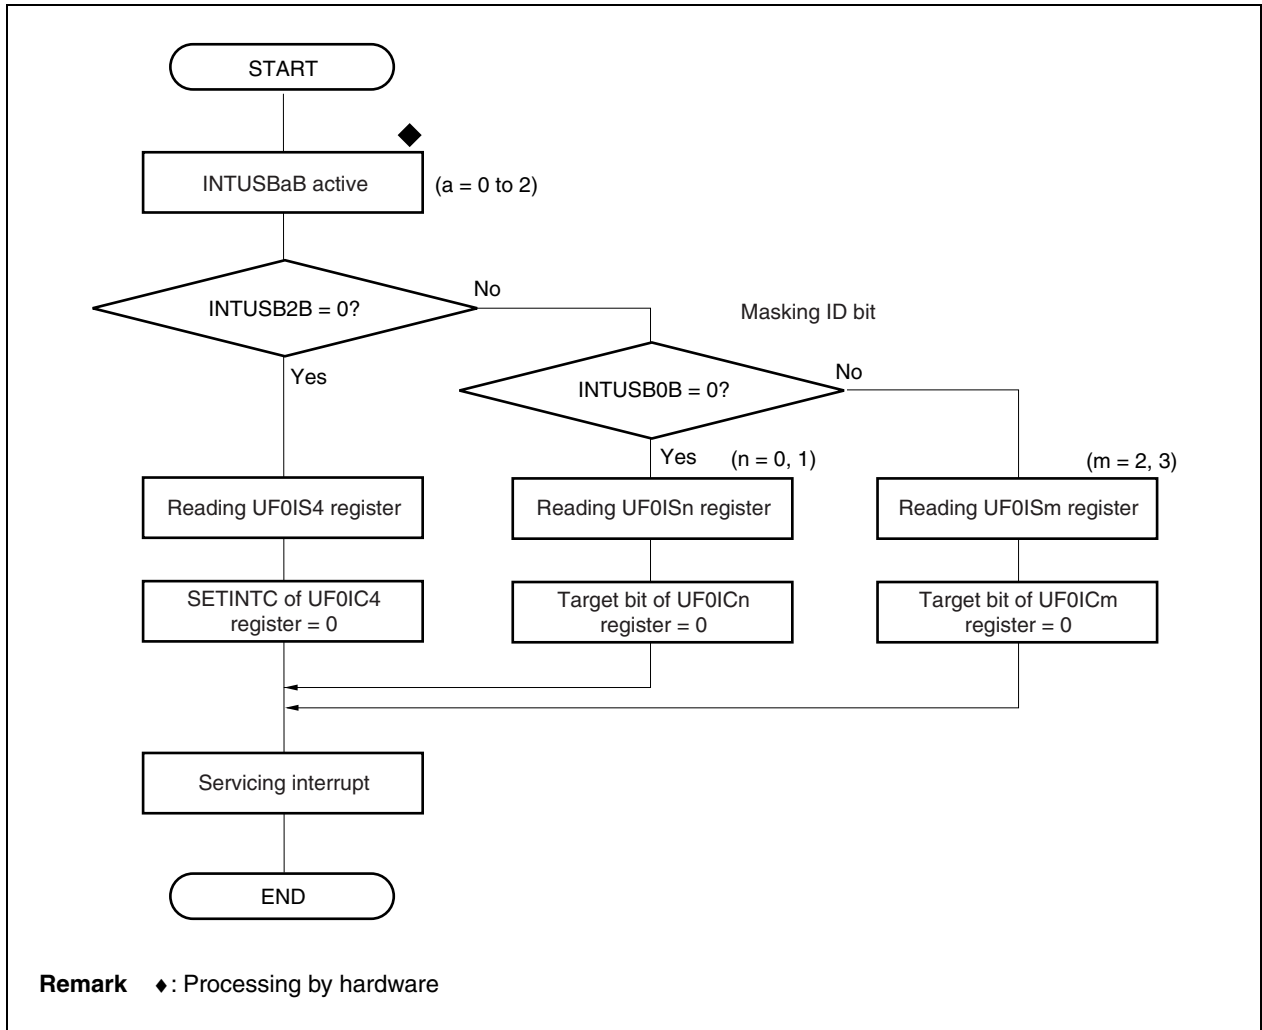 START
INTUSBaB active
(a = 0 to 2)
INTUSB2B = 0?
No
Masking ID bit
Yes
INTUSB0B = 0?
No
Yes
(n = 0, 1)
(m = 2, 3)
Reading UF0IS4 register
Reading UF0ISn register
Reading UF0ISm register
SETINTC of UF0IC4
register = 0
Target bit of UF0ICn
register = 0
Target bit of UF0ICm
register = 0
Servicing interrupt
END
Remark ♦: Processing by hardware